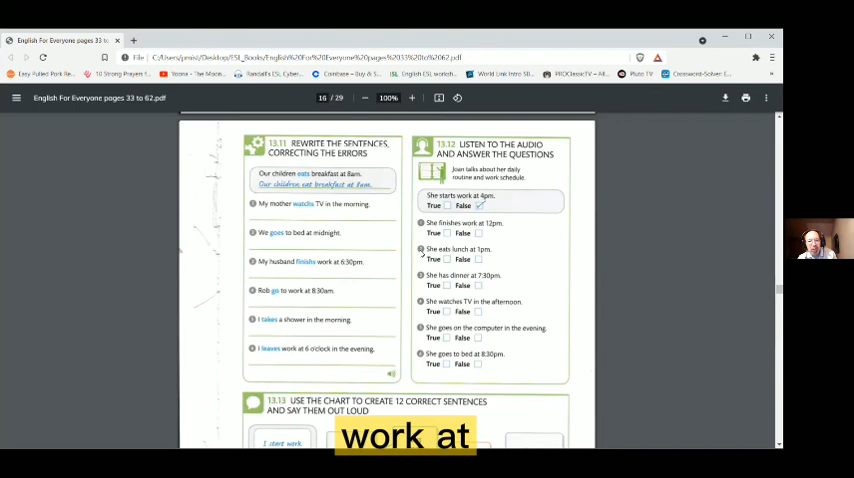 English For Everyone pages 33 to 62.pdf
File
C:/Users/pmist/Desktop/ESL_Books/English%20For%20Everyone%20pages%2033%20to%2062.pdf
Easy Pulled Pork Re...
10 Strong Prayers f...
Yoona - The Macin...
Randall's ESL, Cyber...
Coinbase – Buy & S...
English ESL worksh...
World Link Intro SB...
PROClassicTV – All...
Pluto TV
Crossword-Solver: E...
English For Everyone pages 33 to 62.pdf
16 / 29
100%
13.11 REWRITE THE SENTENCES,
CORRECTING THE ERRORS
Our children eats breakfast at 8am.
Our children eat breakfast at 8am.
1 My mother watchs TV in the morning.
2 We goes to bed at midnight.
3 My husband finishs work at 6:30pm.
4 Rob go to work at 8:30am.
5 I takes a shower in the morning.
6 I leaves work at 6 o'clock in the evening.
13.12 LISTEN TO THE AUDIO
AND ANSWER THE QUESTIONS
Joan talks about her daily
routine and work schedule.
She starts work at 4pm.
True False
1 She finishes work at 12pm.
True False
2 She eats lunch at 1pm.
True False
3 She has dinner at 7:30pm.
True False
4 She watches TV in the afternoon.
True False
5 She goes on the computer in the evening.
True False
6 She goes to bed at 8:30pm.
True False
13.13 USE THE CHART TO CREATE 12 CORRECT SENTENCES
AND SAY THEM OUT LOUD
I start work.
work at